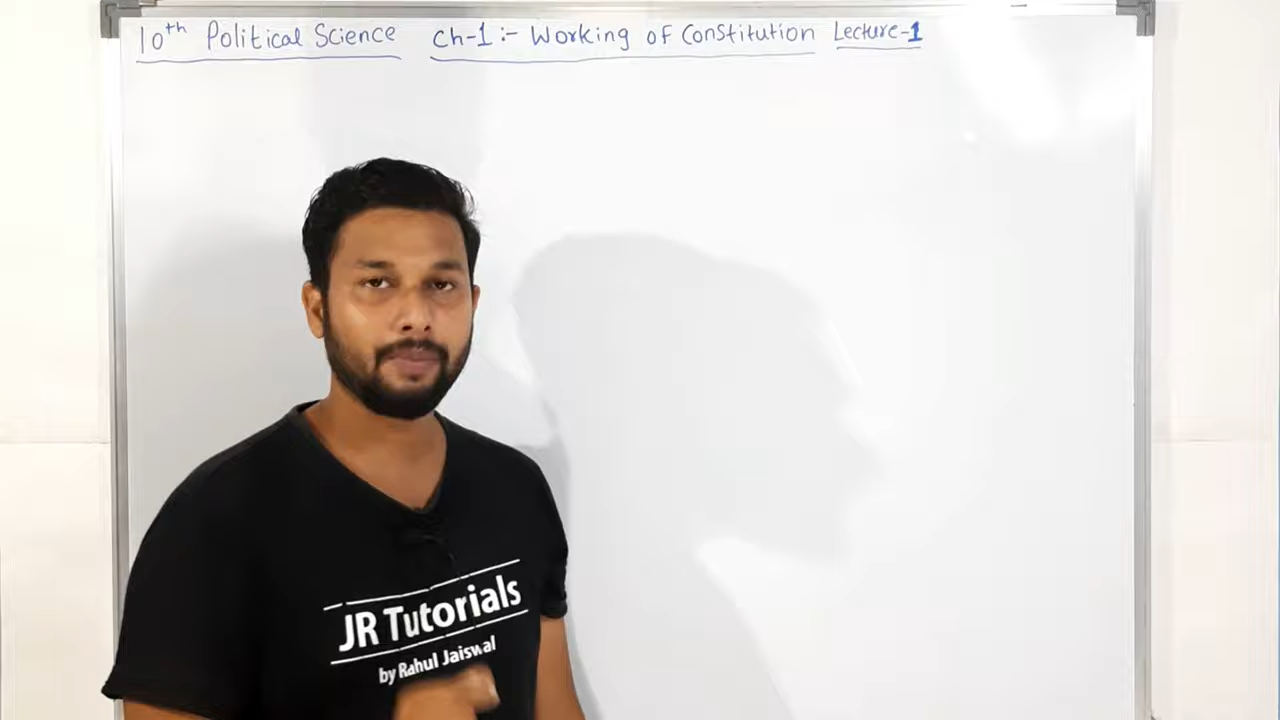 10th Political Science Ch-1:- Working of Constitution Lecture-1
JR Tutorials
by Rahul Jaiswal